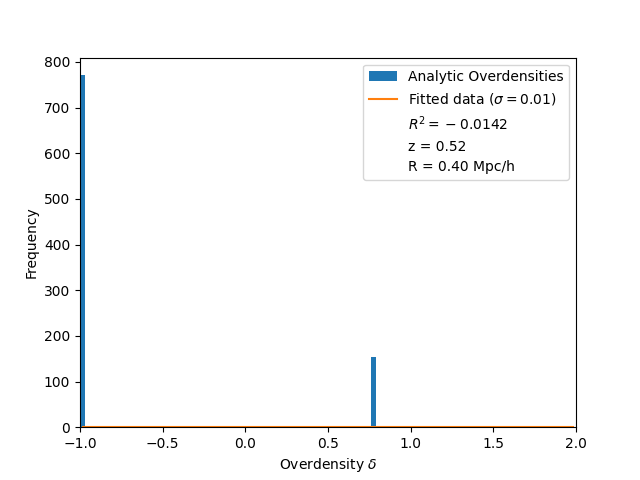 800
700
600
500
400
300
200
100
0
Frequency
−1.0 −0.5 0.0 0.5 1.0 1.5 2.0
Overdensity δ
Analytic Overdensities
Fitted data (σ = 0.01)
R² = − 0.0142
z = 0.52
R = 0.40 Mpc/h